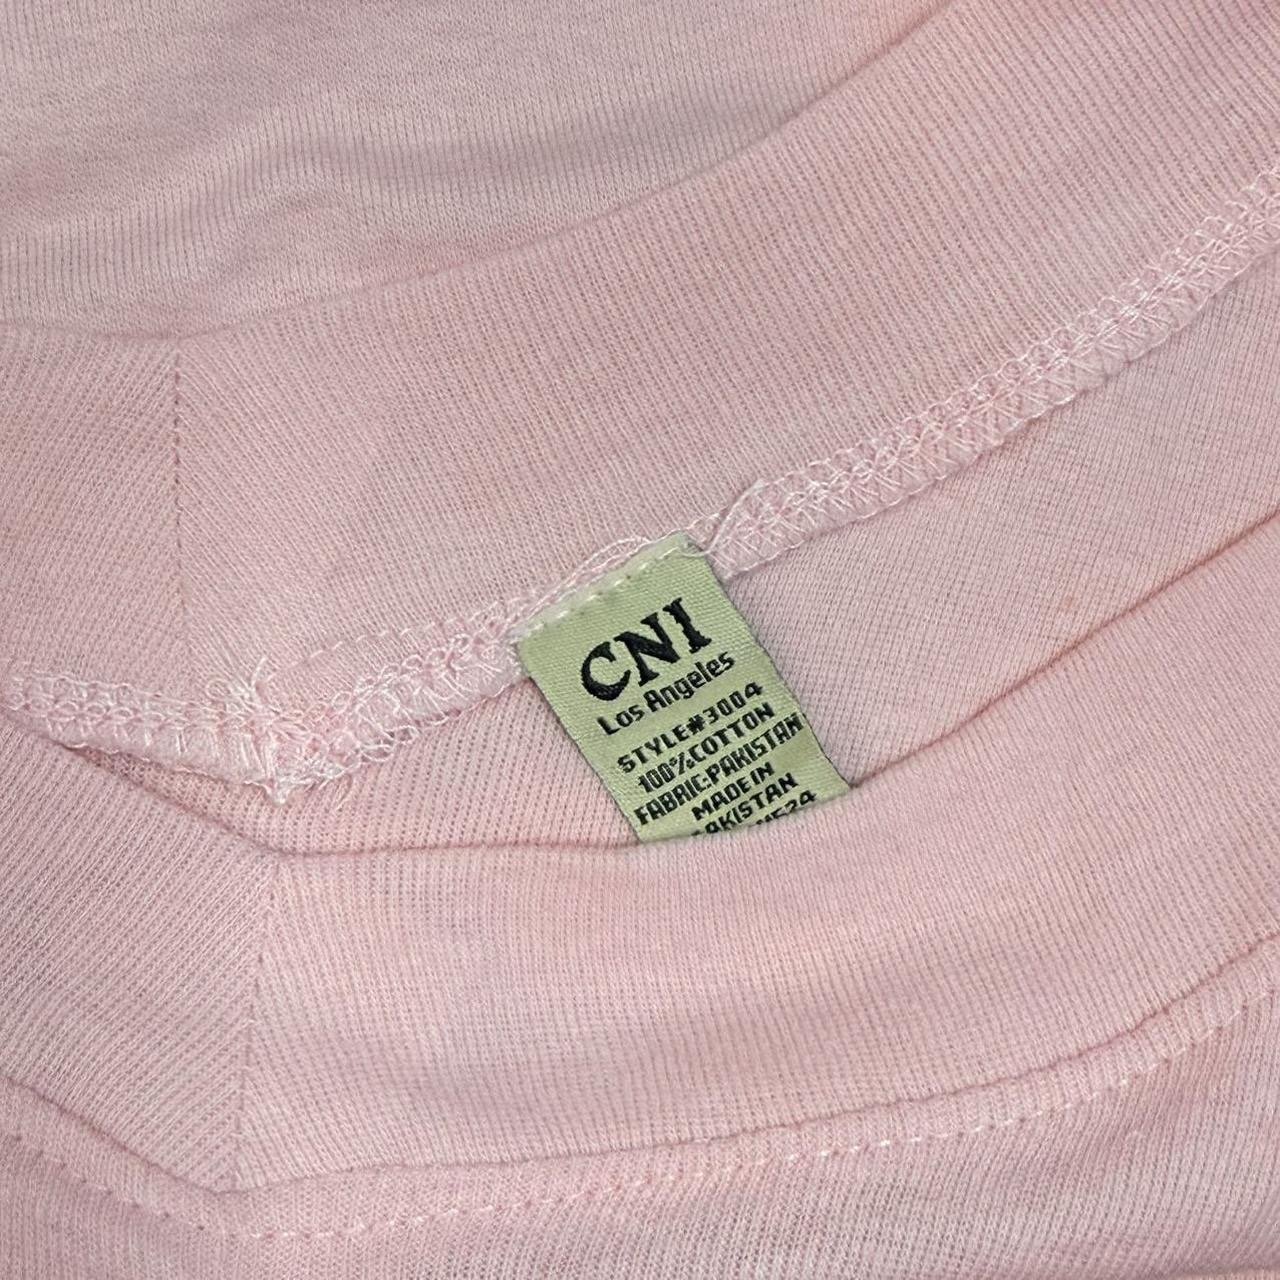 CNI
Los Angeles
STYLE#3004
100%COTTON
FABRIC:PAKISTAN
MADE IN
PAKISTAN